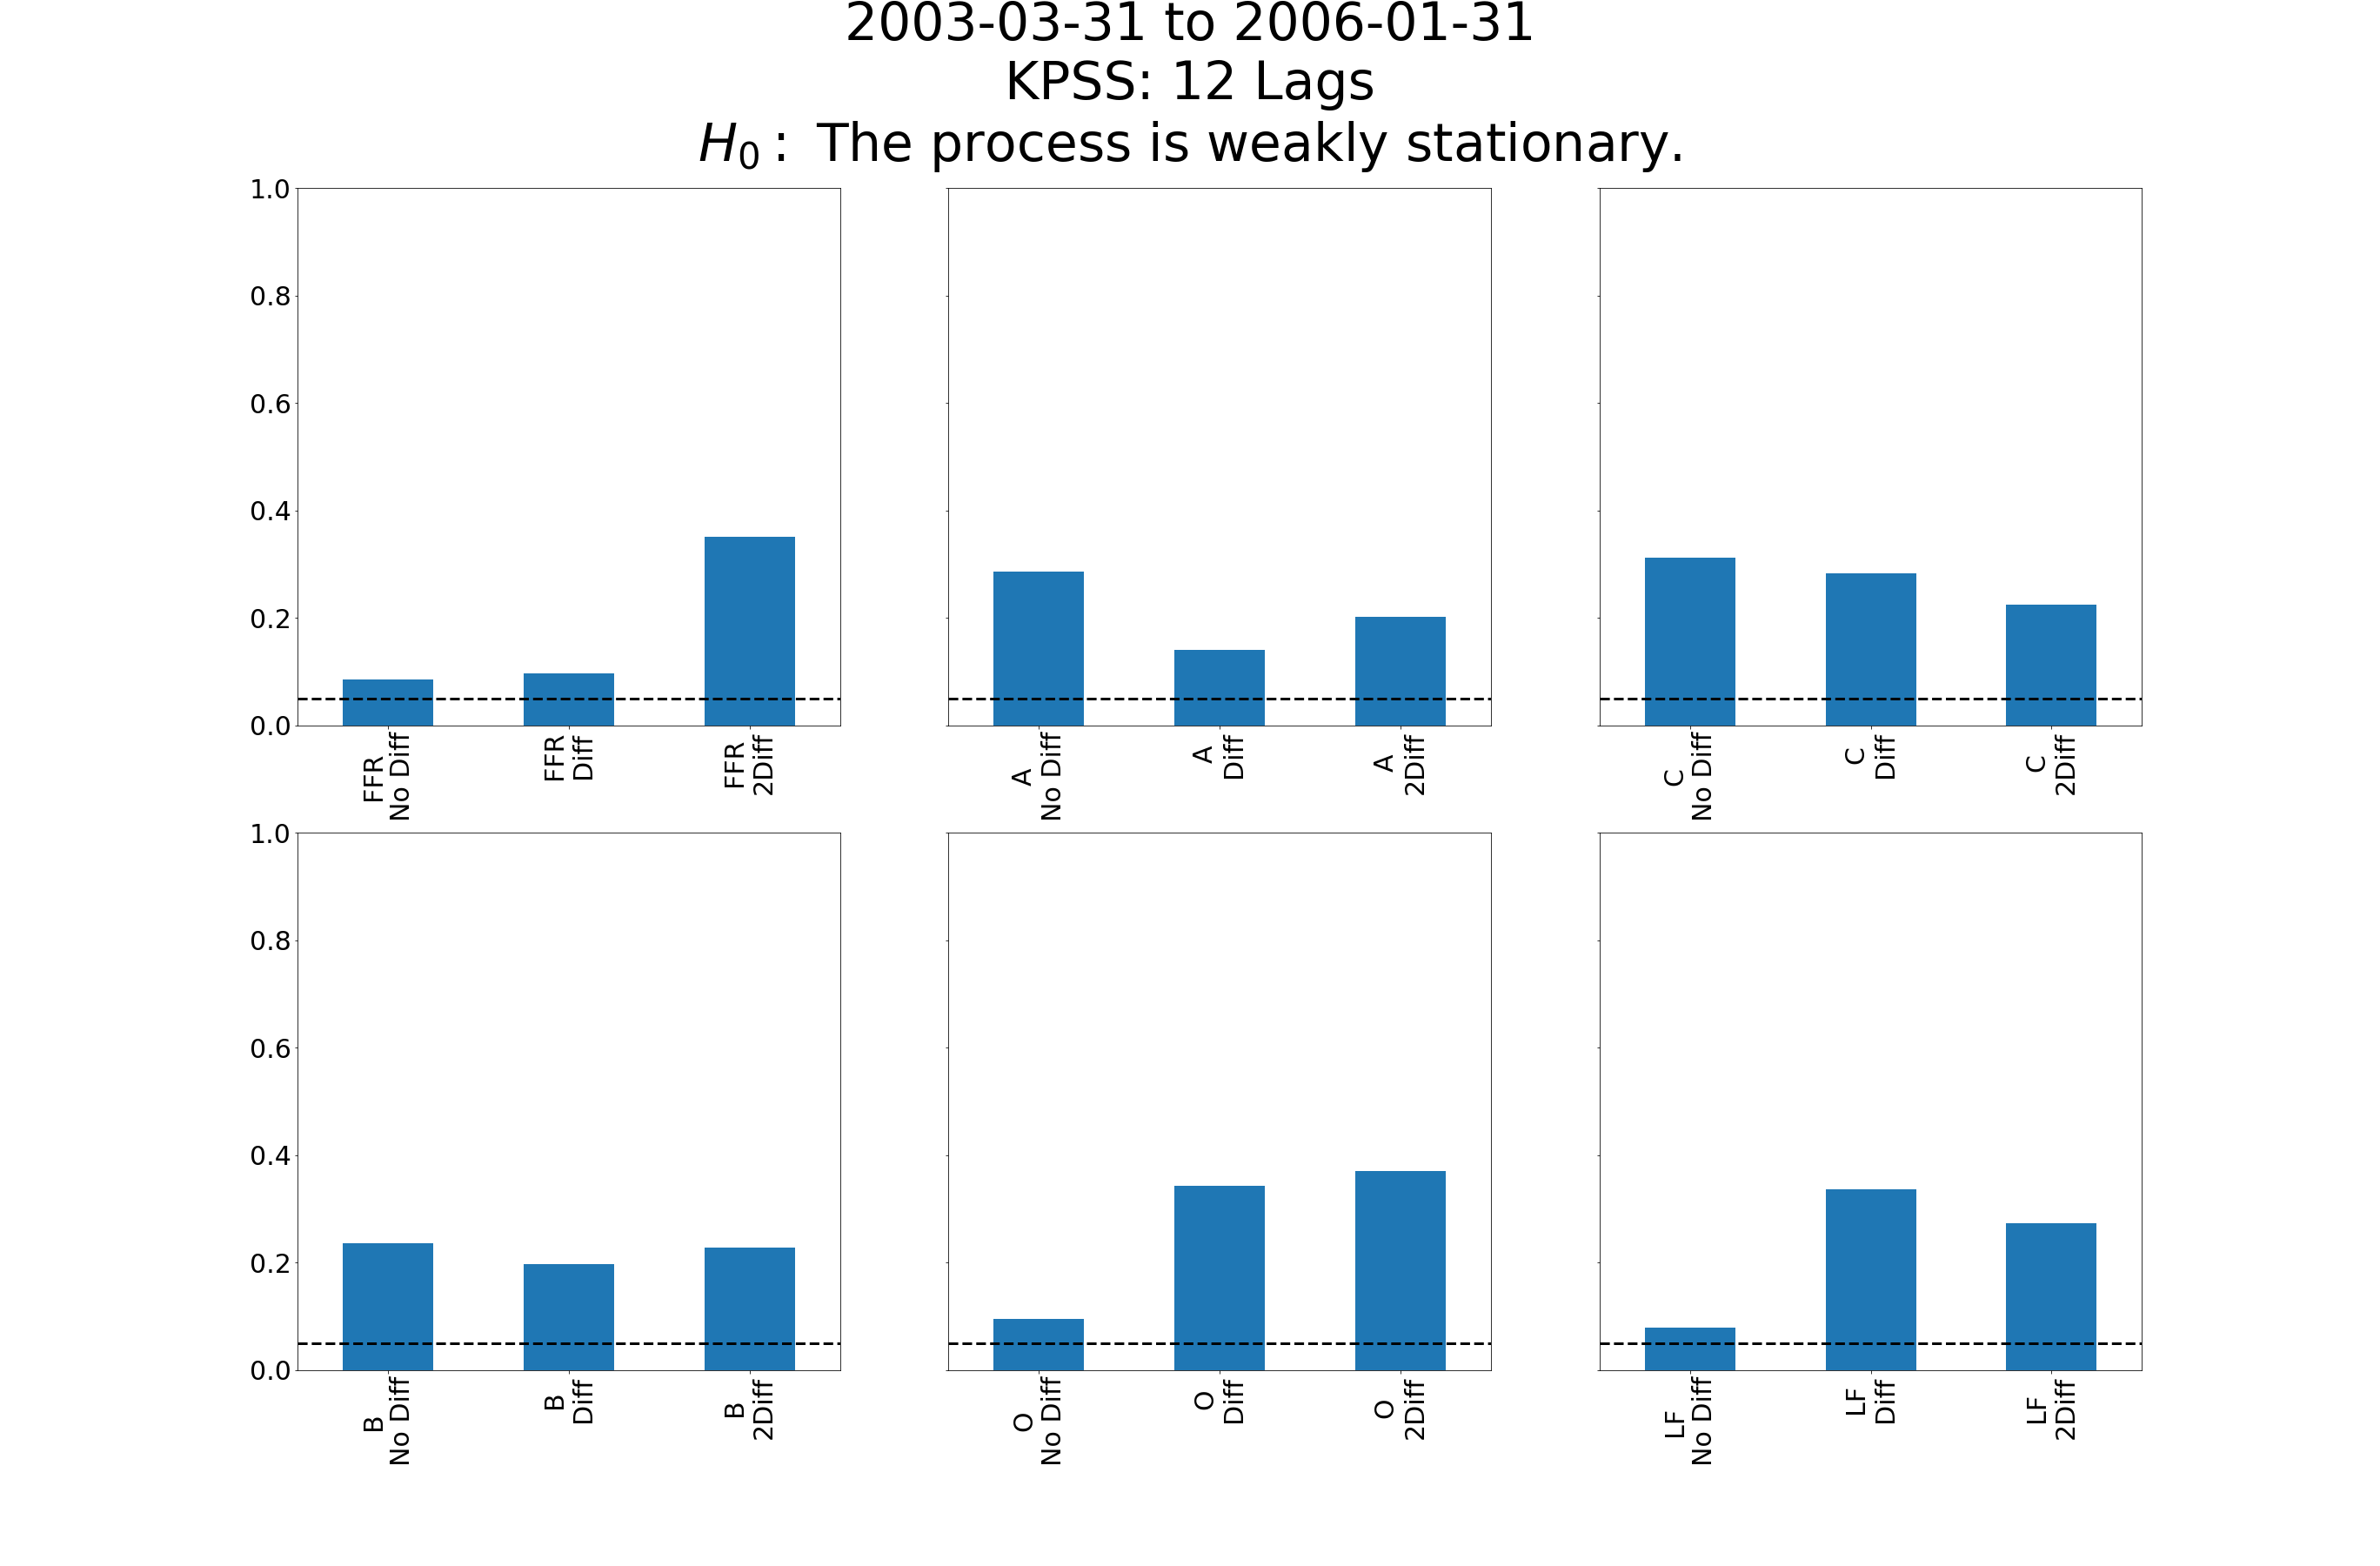 2003-03-31 to 2006-01-31
KPSS: 12 Lags
H₀ : The process is weakly stationary.
1.0
0.8
0.6
0.4
0.2
0.0
FFR
No Diff
FFR
Diff
FFR
2Diff
A
No Diff
A
Diff
A
2Diff
C
No Diff
C
Diff
C
2Diff
1.0
0.8
0.6
0.4
0.2
0.0
B
No Diff
B
Diff
B
2Diff
O
No Diff
O
Diff
O
2Diff
LF
No Diff
LF
Diff
LF
2Diff